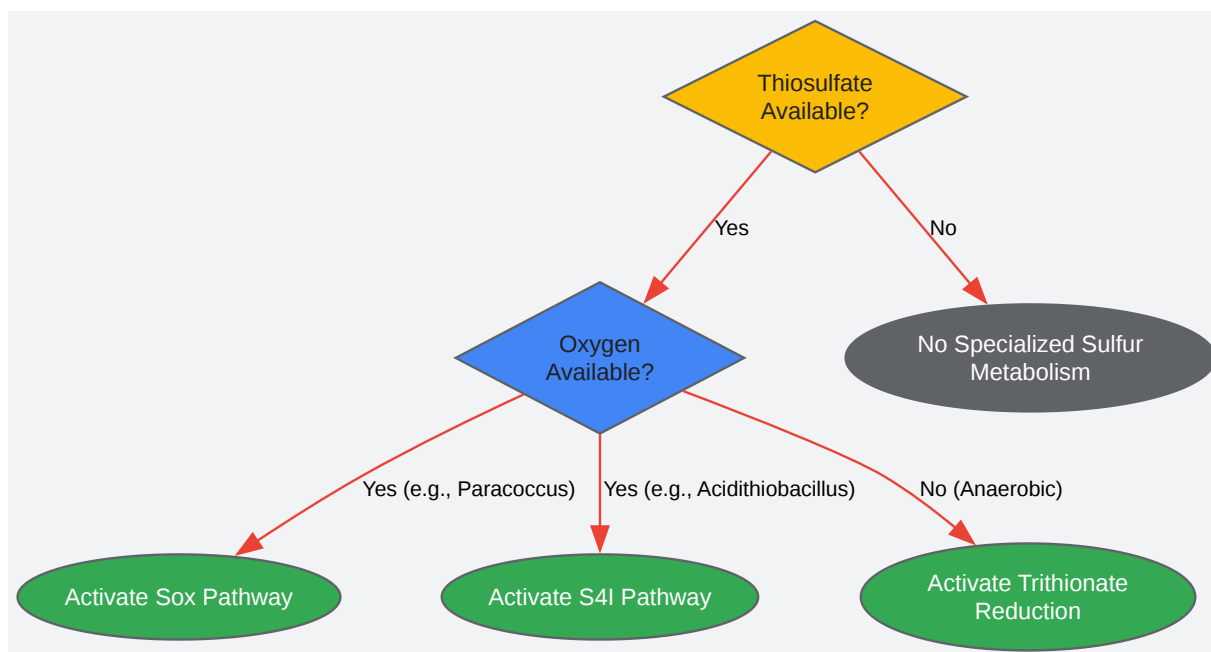 Thiosulfate
Available?
Yes
No
Oxygen
Available?
No Specialized Sulfur
Metabolism
Yes (e.g., Paracoccus)
Yes (e.g., Acidithiobacillus)
No (Anaerobic)
Activate Sox Pathway
Activate S4I Pathway
Activate Trithionate
Reduction